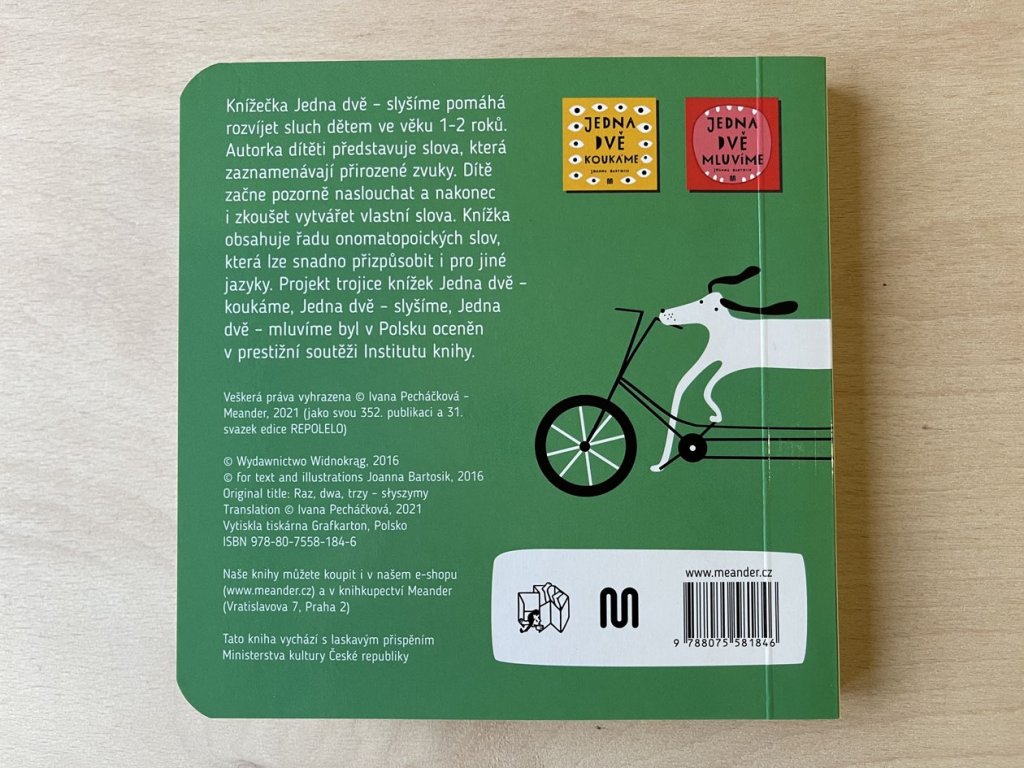 Knížečka Jedna dvě – slyšíme pomáhá
rozvíjet sluch dětem ve věku 1–2 roků.
Autorka dítěti představuje slova, která
zaznamenávají přirozené zvuky. Dítě
začne pozorně naslouchat a nakonec
i zkoušet vytvářet vlastní slova. Knížka
obsahuje řadu onomatopoických slov,
která lze snadno přizpůsobit i pro jiné
jazyky. Projekt trojice knížek Jedna dvě –
koukáme, Jedna dvě – slyšíme, Jedna
dvě – mluvíme byl v Polsku oceněn
v prestižní soutěži Institutu knihy.
Veškerá práva vyhrazena © Ivana Pecháčková –
Meander, 2021 (jako svou 352. publikaci a 31.
svazek edice REPOLELO)
© Wydawnictwo Widnokrąg, 2016
© for text and illustrations Joanna Bartosik, 2016
Original title: Raz, dwa, trzy – słyszymy
Translation © Ivana Pecháčková, 2021
Vytiskla tiskárna Grafkarton, Polsko
ISBN 978-80-7558-184-6
Naše knihy můžete koupit i v našem e-shopu
(www.meander.cz) a v knihkupectví Meander
(Vratislavova 7, Praha 2)
Tato kniha vychází s laskavým přispěním
Ministerstva kultury České republiky
JEDNA
DVĚ
KOUKÁME
JOANNA BARTOSIK
JEDNA
DVĚ
MLUVÍME
JOANNA BARTOSIK
M
www.meander.cz
9 788075 581846